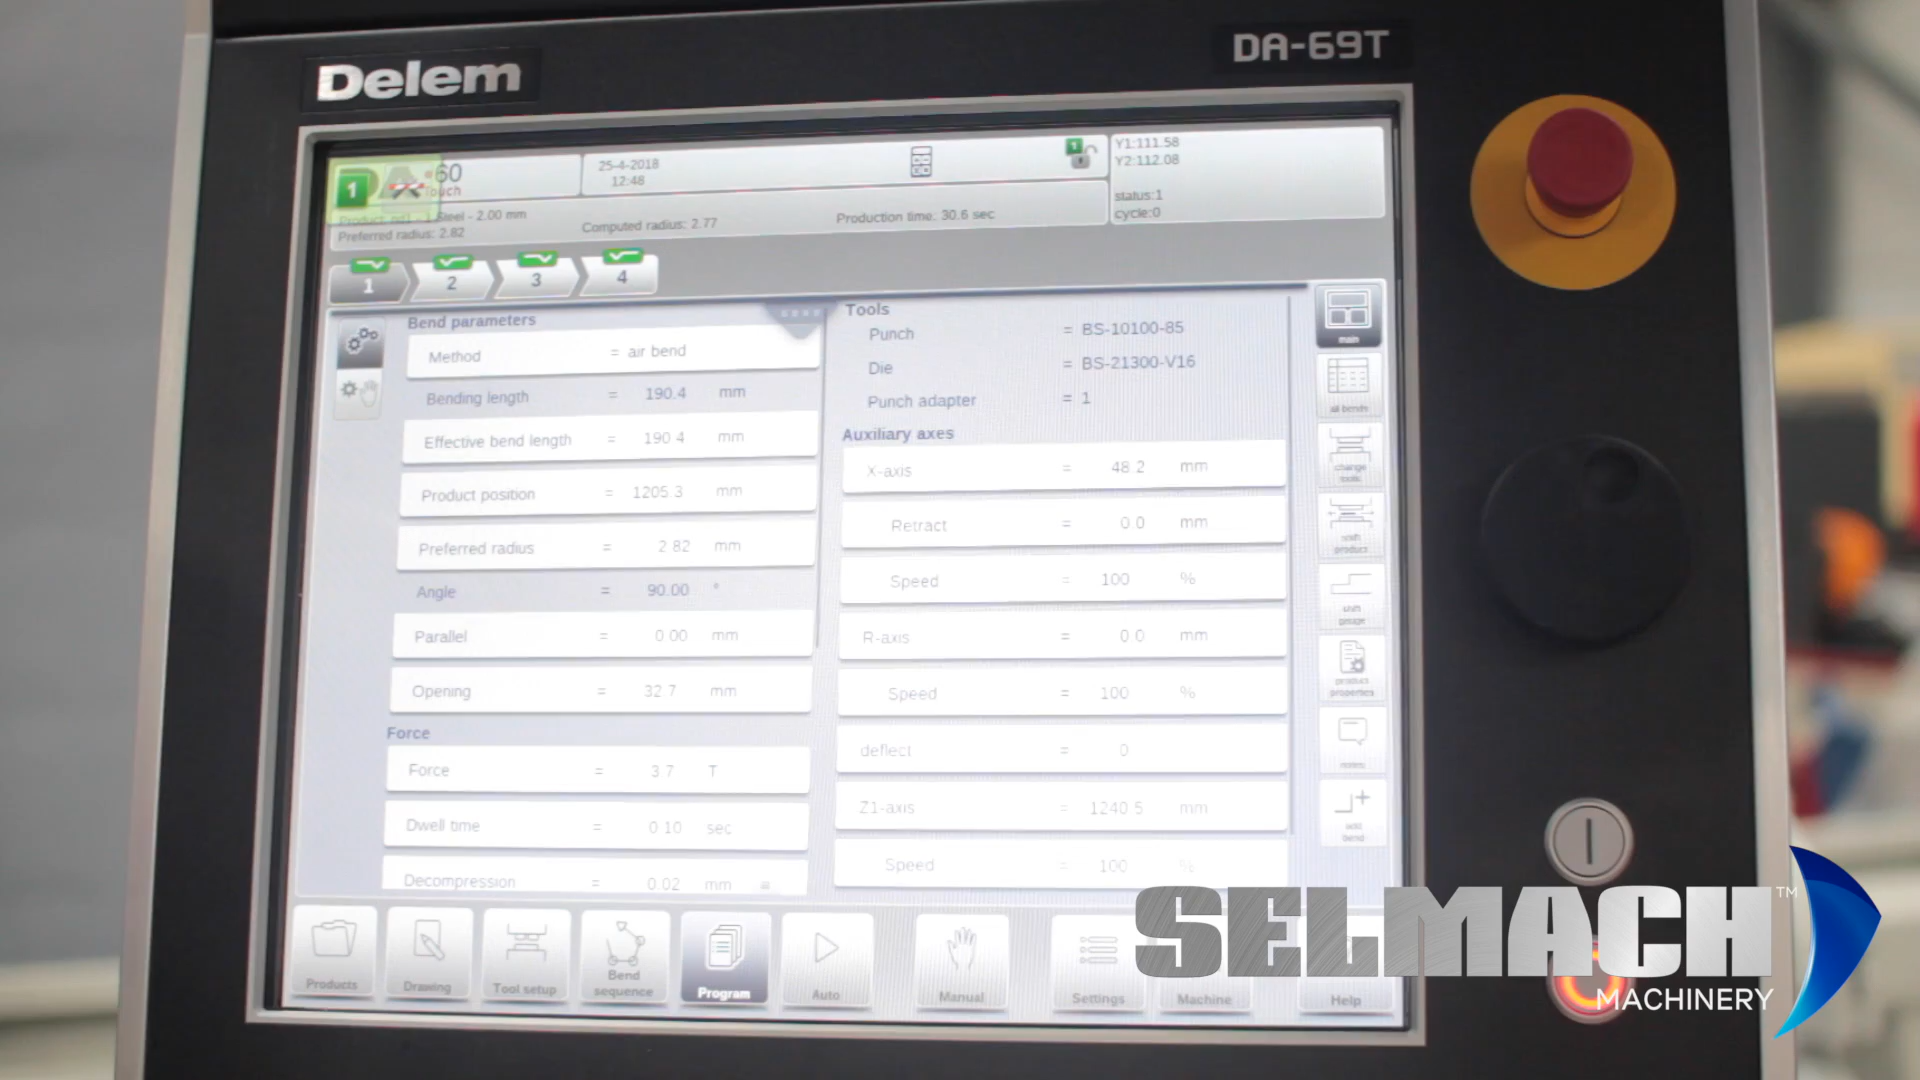 Delem
DA-69T
1
60
Touch
25-4-2018
12:48
1
Y1:111.58
Y2:112.08
status:1
cycle:0
Steel - 2.00 mm
Preferred radius: 2.82
Computed radius: 2.77
Production time: 30.6 sec
1 2 3 4
Bend parameters
Method = air bend
Bending length = 190.4 mm
Effective bend length = 190.4 mm
Product position = 1205.3 mm
Preferred radius = 2.82 mm
Angle = 90.00 °
Parallel = 0.00 mm
Opening = 32.7 mm
Force
Force = 3.7 T
Dwell time = 0.10 sec
Decompression = 0.02 mm
Tools
Punch = BS-10100-85
Die = BS-21300-V16
Punch adapter = 1
Auxiliary axes
X-axis = 48.2 mm
Retract = 0.0 mm
Speed = 100 %
R-axis = 0.0 mm
Speed = 100 %
deflect = 0
Z1-axis = 1240.5 mm
Speed = 100 %
main
all bends
change
tools
shift
product
shift
gauge
product
properties
notes
add
bend
Products
Drawing
Tool setup
Bend
sequence
Program
Auto
Manual
Settings
Machine
Help
SELMACH™
MACHINERY